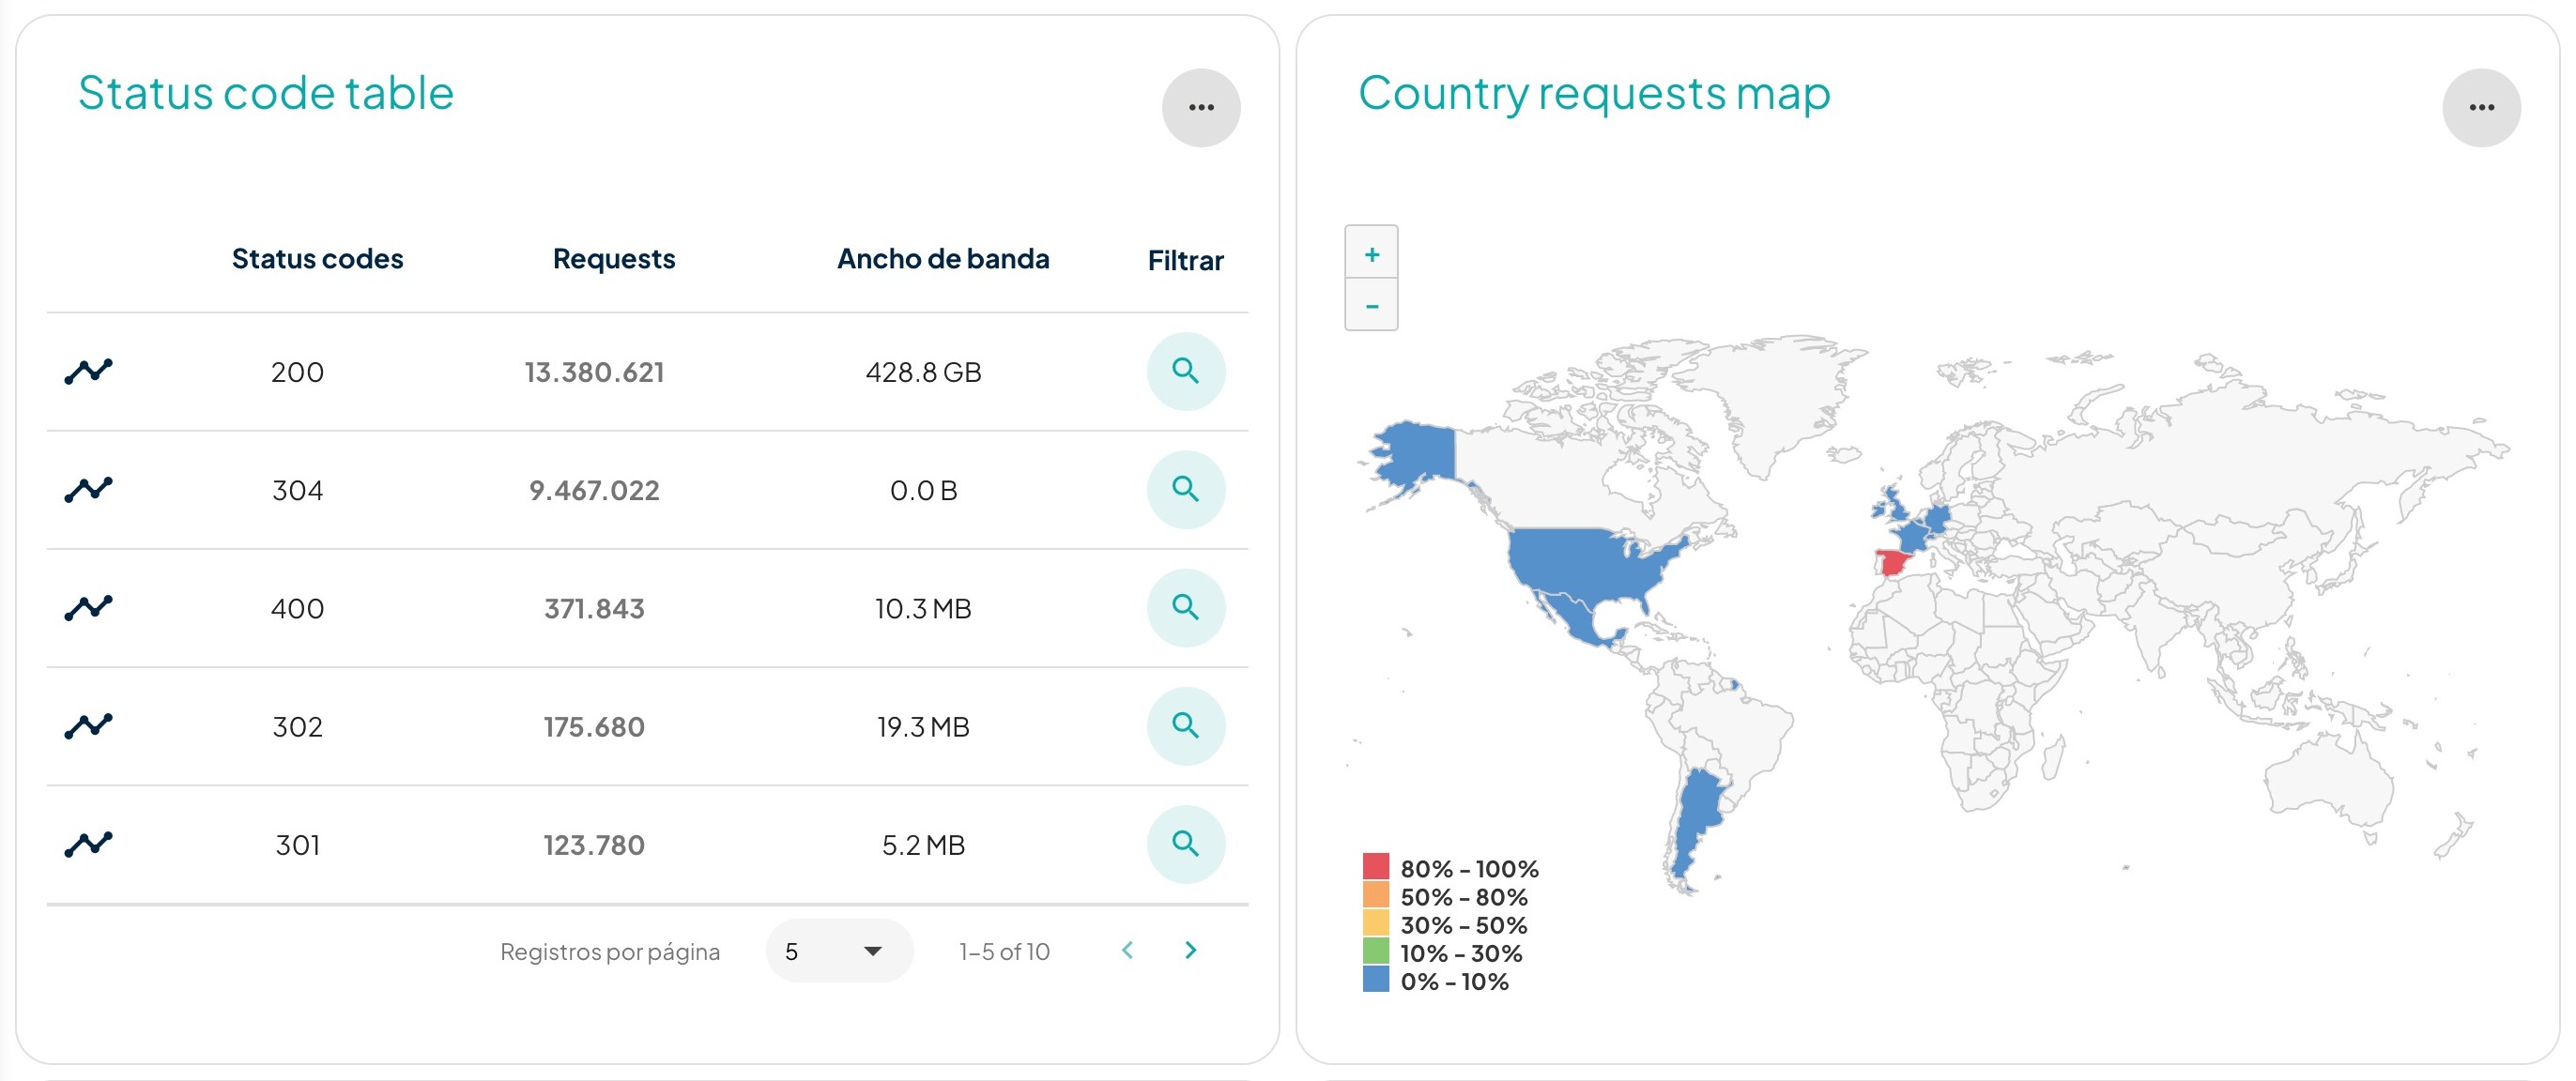 Status code table
...
Status codes Requests Ancho de banda Filtrar
200 13.380.621 428.8 GB
304 9.467.022 0.0 B
400 371.843 10.3 MB
302 175.680 19.3 MB
301 123.780 5.2 MB
Registros por página 5 1–5 of 10
Country requests map
...
+
-
80% - 100%
50% - 80%
30% - 50%
10% - 30%
0% - 10%